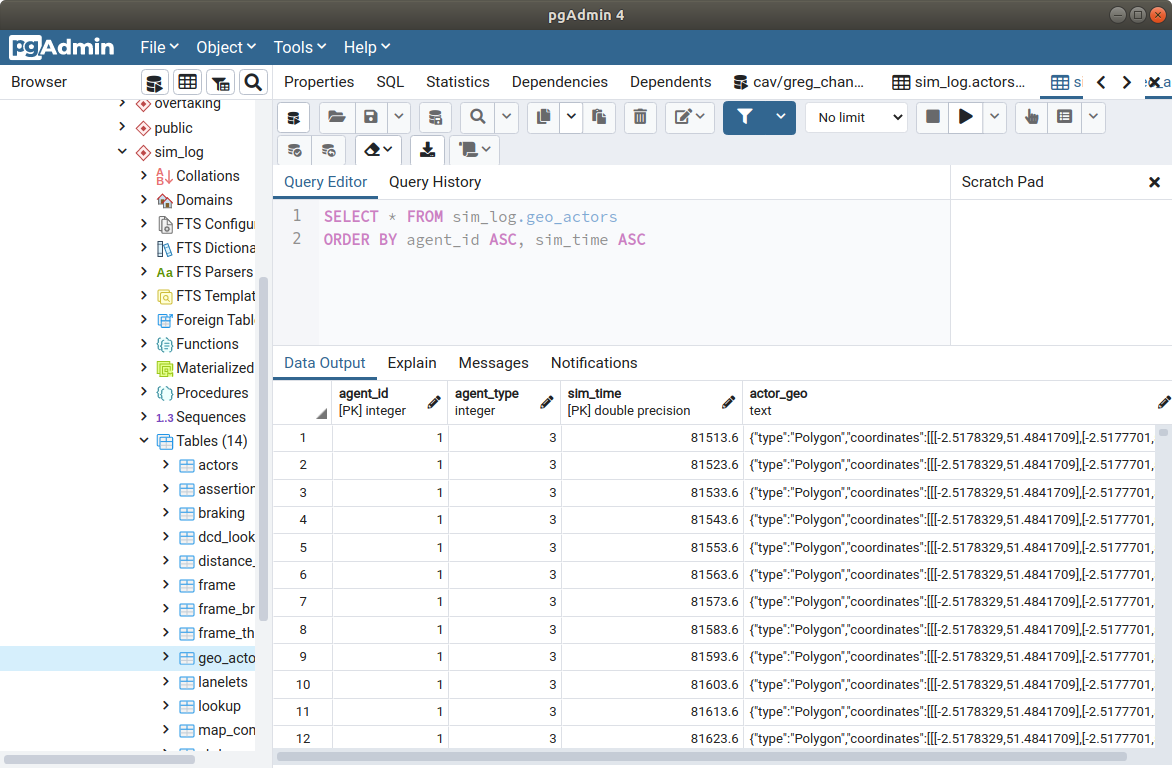 pgAdmin 4
pgAdmin File Object Tools Help
Browser
Properties SQL Statistics Dependencies Dependents cav/greg_chan... sim_log.actors...
No limit
overtaking
public
sim_log
Collations
Domains
FTS Configu
FTS Dictiona
Aa FTS Parsers
FTS Templat
Foreign Tabl
Functions
Materialized
Procedures
1..3 Sequences
Tables (14)
actors
assertion
braking
dcd_look
distance_
frame
frame_br
frame_th
geo_acto
lanelets
lookup
map_con
Query Editor Query History
1 SELECT * FROM sim_log.geo_actors
2 ORDER BY agent_id ASC, sim_time ASC
Scratch Pad
Data Output Explain Messages Notifications
agent_id agent_type sim_time actor_geo
[PK] integer integer [PK] double precision text
1 1 3 81513.6 {"type":"Polygon","coordinates":[[[-2.5178329,51.4841709],[-2.5177701,
2 1 3 81523.6 {"type":"Polygon","coordinates":[[[-2.5178329,51.4841709],[-2.5177701,
3 1 3 81533.6 {"type":"Polygon","coordinates":[[[-2.5178329,51.4841709],[-2.5177701,
4 1 3 81543.6 {"type":"Polygon","coordinates":[[[-2.5178329,51.4841709],[-2.5177701,
5 1 3 81553.6 {"type":"Polygon","coordinates":[[[-2.5178329,51.4841709],[-2.5177701,
6 1 3 81563.6 {"type":"Polygon","coordinates":[[[-2.5178329,51.4841709],[-2.5177701,
7 1 3 81573.6 {"type":"Polygon","coordinates":[[[-2.5178329,51.4841709],[-2.5177701,
8 1 3 81583.6 {"type":"Polygon","coordinates":[[[-2.5178329,51.4841709],[-2.5177701,
9 1 3 81593.6 {"type":"Polygon","coordinates":[[[-2.5178329,51.4841709],[-2.5177701,
10 1 3 81603.6 {"type":"Polygon","coordinates":[[[-2.5178329,51.4841709],[-2.5177701,
11 1 3 81613.6 {"type":"Polygon","coordinates":[[[-2.5178329,51.4841709],[-2.5177701,
12 1 3 81623.6 {"type":"Polygon","coordinates":[[[-2.5178329,51.4841709],[-2.5177701,